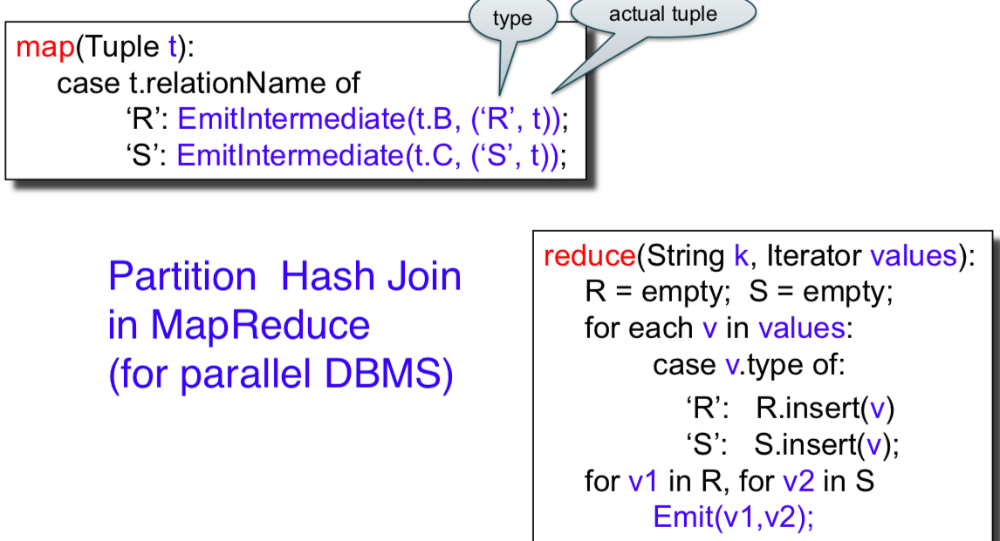 type
actual tuple
map(Tuple t):
case t.relationName of
‘R’: EmitIntermediate(t.B, (‘R’, t));
‘S’: EmitIntermediate(t.C, (‘S’, t));
Partition Hash Join
in MapReduce
(for parallel DBMS)
reduce(String k, Iterator values):
R = empty; S = empty;
for each v in values:
case v.type of:
‘R’: R.insert(v)
‘S’: S.insert(v);
for v1 in R, for v2 in S
Emit(v1,v2);